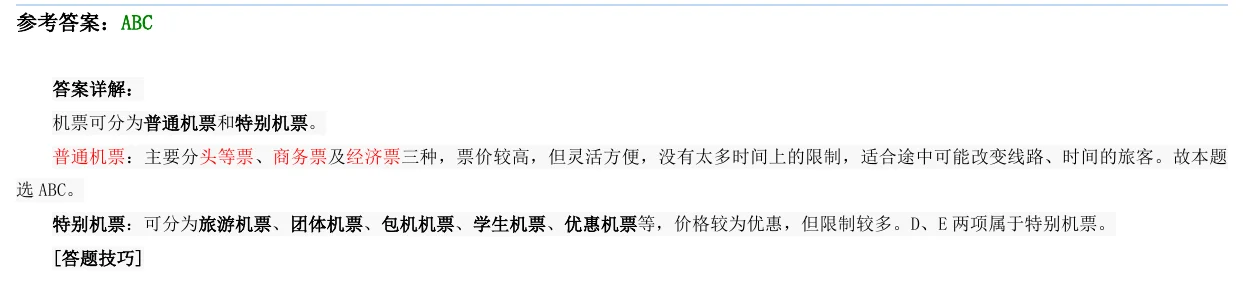 参考答案：ABC
答案详解：
机票可分为普通机票和特别机票。
普通机票：主要分头等票、商务票及经济票三种，票价较高，但灵活方便，没有太多时间上的限制，适合途中可能改变线路、时间的旅客。故本题
选ABC。
特别机票：可分为旅游机票、团体机票、包机机票、学生机票、优惠机票等，价格较为优惠，但限制较多。D、E两项属于特别机票。
[答题技巧]